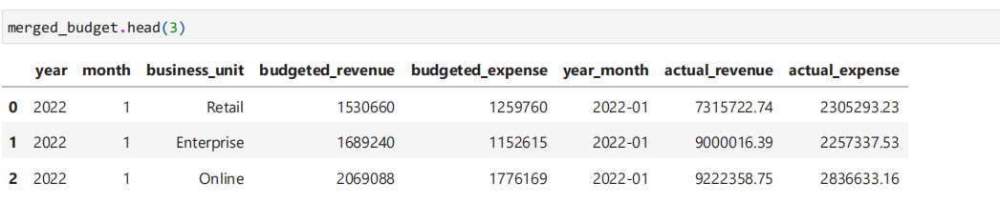 merged_budget.head(3)
year month business_unit budgeted_revenue budgeted_expense year_month actual_revenue actual_expense
0 2022 1 Retail 1530660 1259760 2022-01 7315722.74 2305293.23
1 2022 1 Enterprise 1689240 1152615 2022-01 9000016.39 2257337.53
2 2022 1 Online 2069088 1776169 2022-01 9222358.75 2836633.16